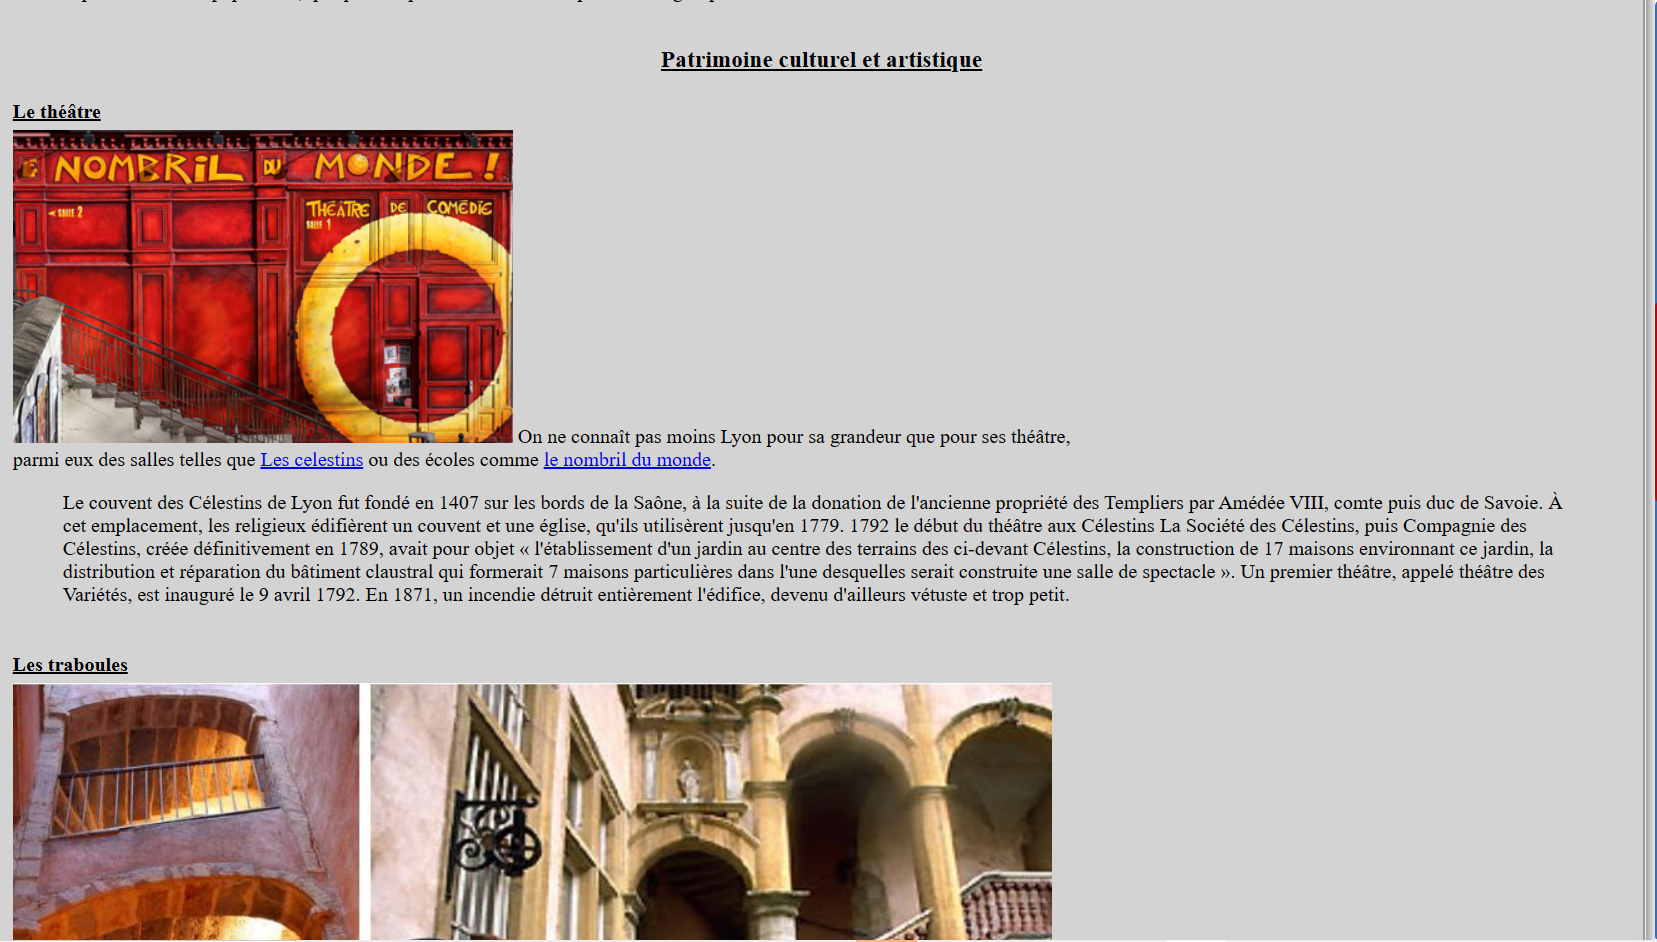 Patrimoine culturel et artistique
Le théâtre
LE NOMBRIL DU MONDE !
◄ SALLE 2
THÉÂTRE DE COMÉDIE
SALLE 1
On ne connaît pas moins Lyon pour sa grandeur que pour ses théâtre,
parmi eux des salles telles que Les celestins ou des écoles comme le nombril du monde.
Le couvent des Célestins de Lyon fut fondé en 1407 sur les bords de la Saône, à la suite de la donation de l'ancienne propriété des Templiers par Amédée VIII, comte puis duc de Savoie. À
cet emplacement, les religieux édifièrent un couvent et une église, qu'ils utilisèrent jusqu'en 1779. 1792 le début du théâtre aux Célestins La Société des Célestins, puis Compagnie des
Célestins, créée définitivement en 1789, avait pour objet « l'établissement d'un jardin au centre des terrains des ci-devant Célestins, la construction de 17 maisons environnant ce jardin, la
distribution et réparation du bâtiment claustral qui formerait 7 maisons particulières dans l'une desquelles serait construite une salle de spectacle ». Un premier théâtre, appelé théâtre des
Variétés, est inauguré le 9 avril 1792. En 1871, un incendie détruit entièrement l'édifice, devenu d'ailleurs vétuste et trop petit.
Les traboules